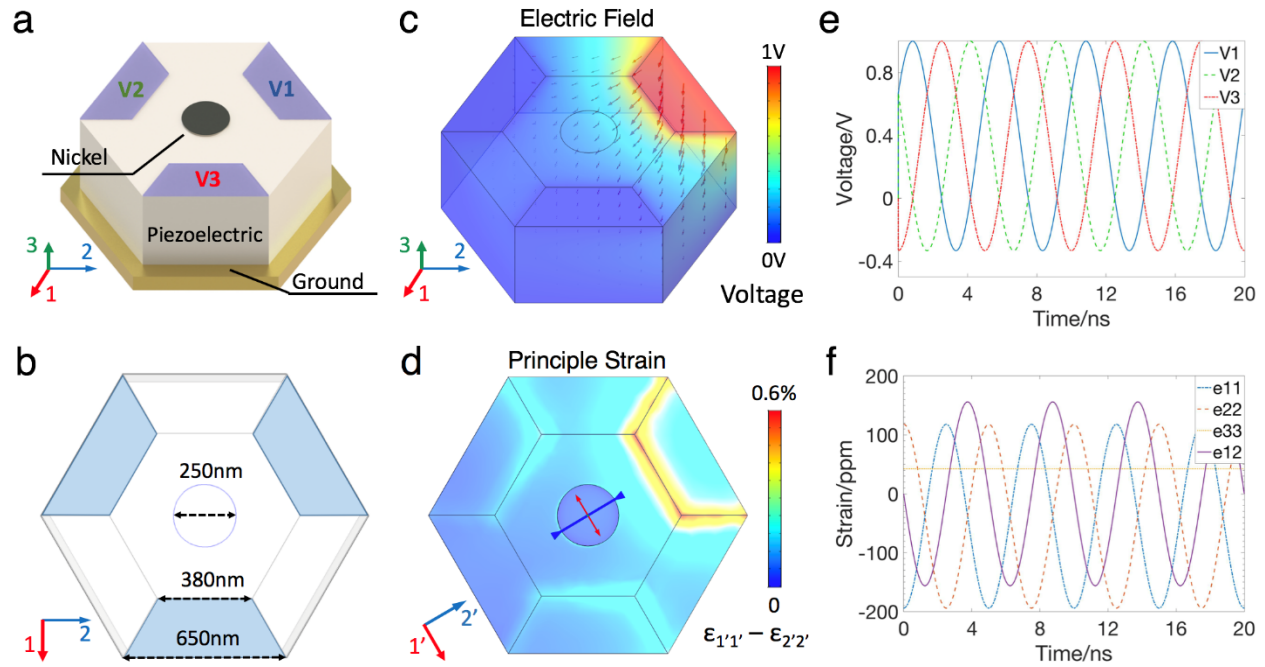 a
V2
V1
Nickel
V3
Piezoelectric
Ground
3
2
1
b
250nm
380nm
650nm
1
2
c
Electric Field
1V
0V
Voltage
3
2
1
d
Principle Strain
0.6%
0
2'
1'
ε1'1' − ε2'2'
e
Voltage/V
0.8
0.4
0
-0.4
V1
V2
V3
0 4 8 12 16 20
Time/ns
f
Strain/ppm
200
100
0
-100
-200
e11
e22
e33
e12
0 4 8 12 16 20
Time/ns